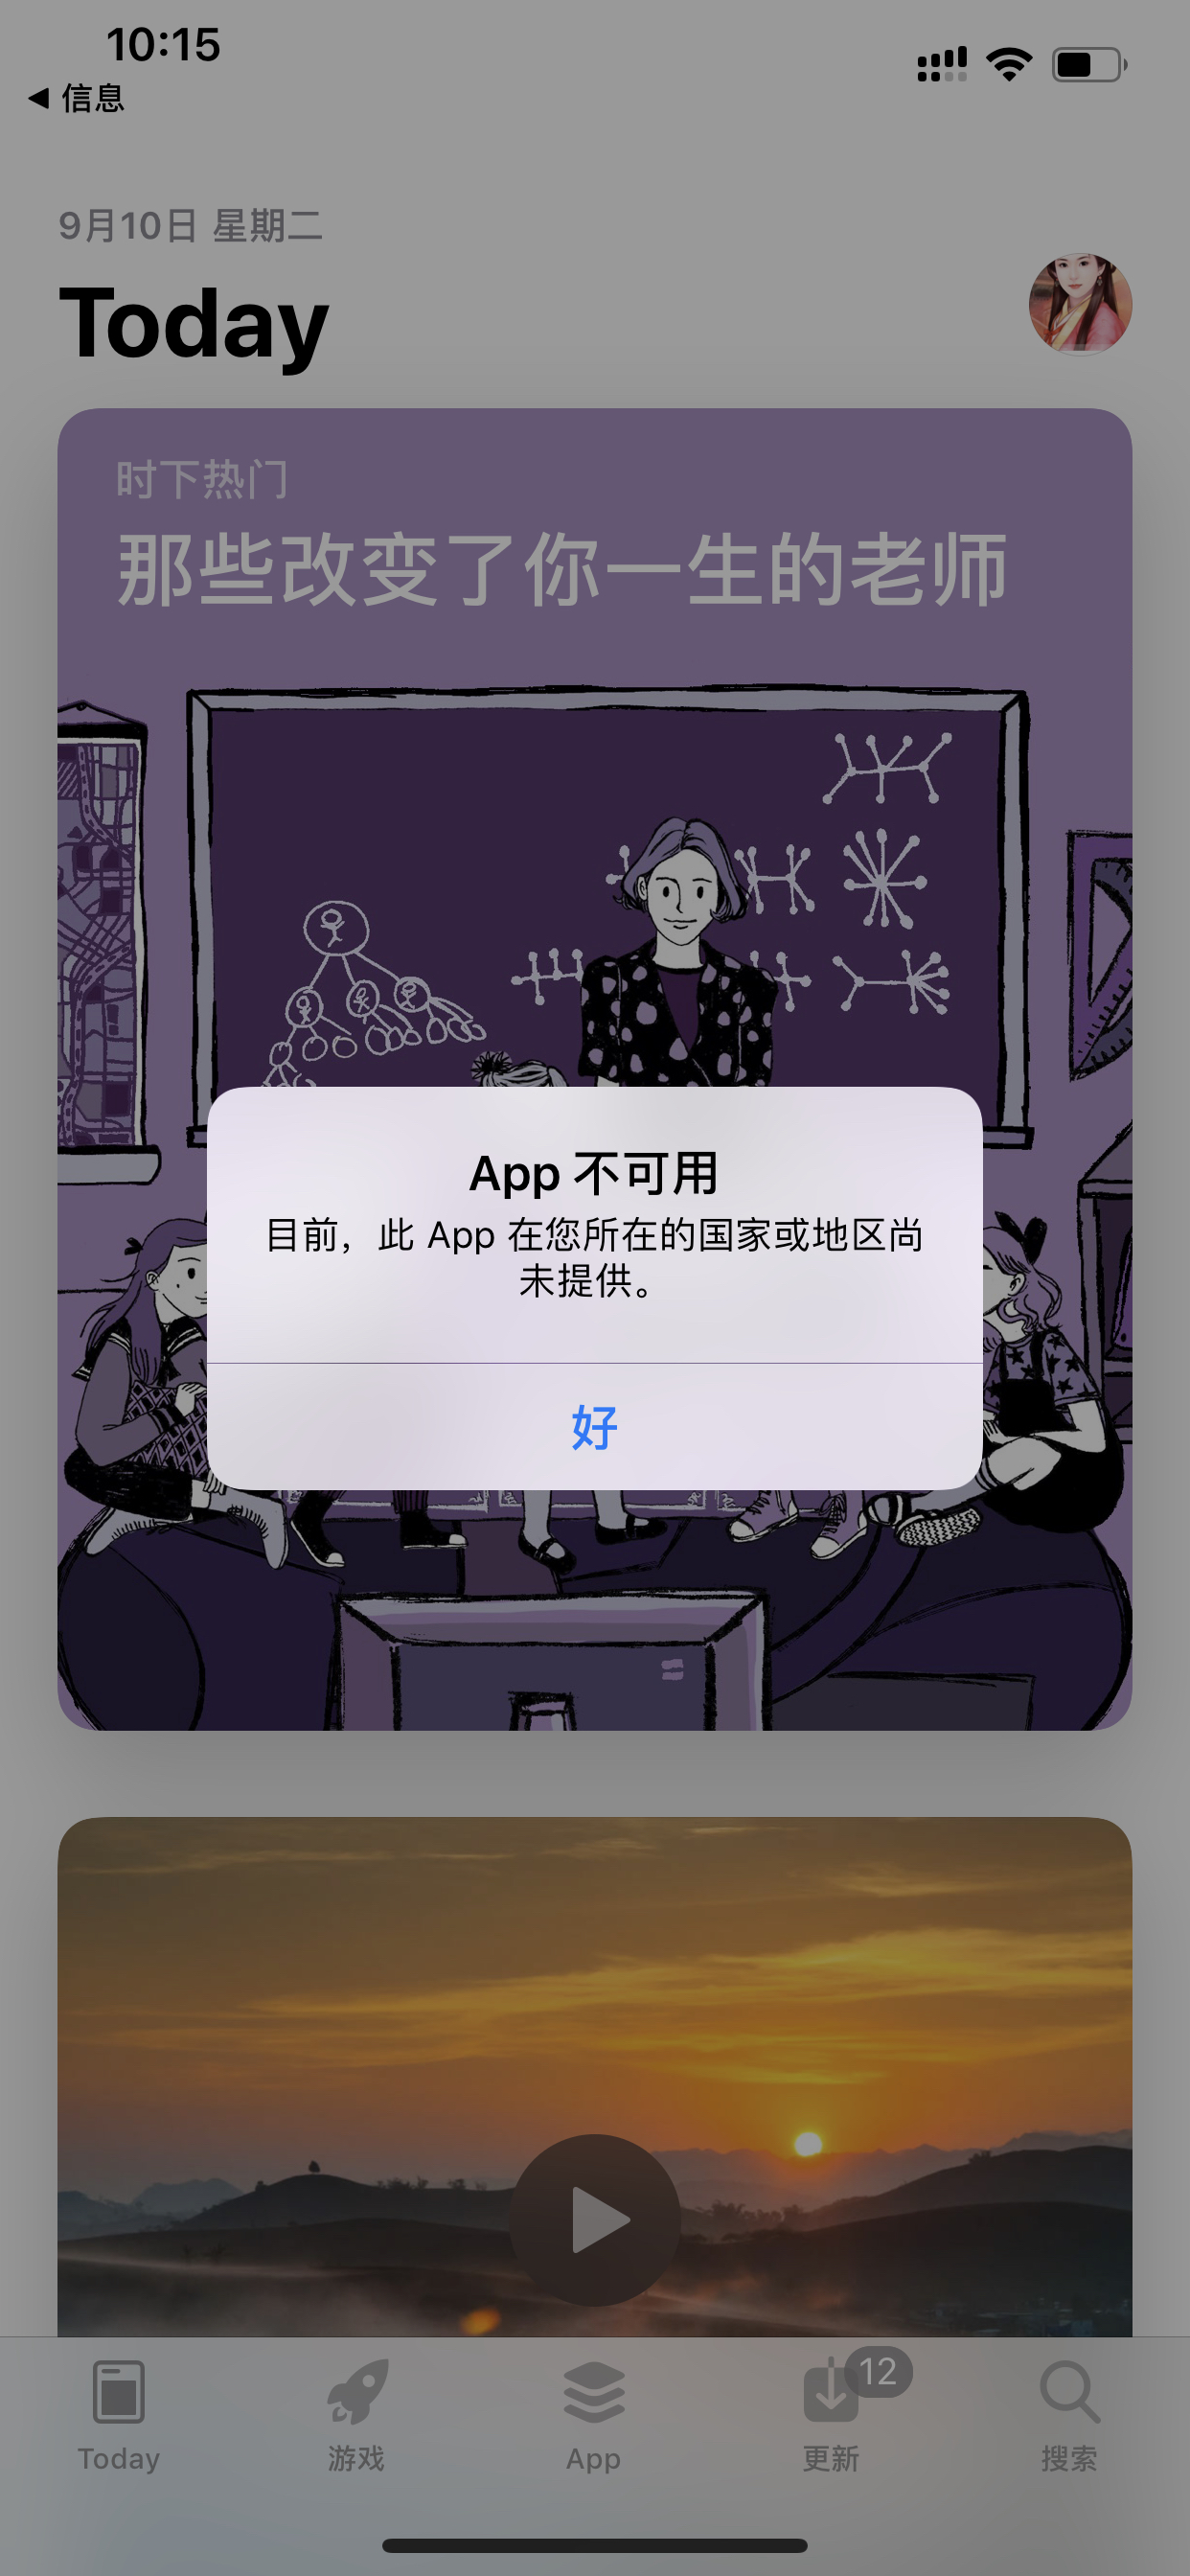 10:15
信息
9月10日 星期二
Today
时下热门
那些改变了你一生的老师
App 不可用
目前，此 App 在您所在的国家或地区尚
未提供。
好
12
Today
游戏
App
更新
搜索